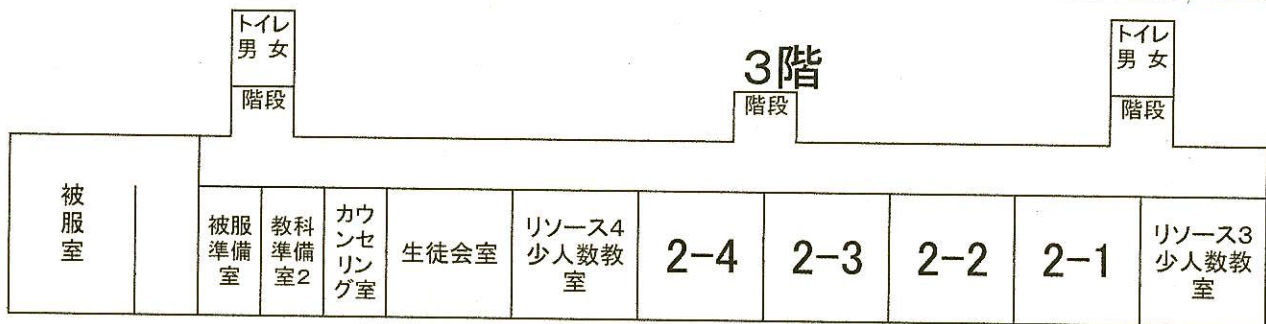 トイレ
男 女
階段
3階
階段
トイレ
男 女
階段
被服室
被服
準備
室
教科
準備
室2
カウンセリング室
生徒会室
リソース4
少人数教
室
2-4
2-3
2-2
2-1
リソース3
少人数教
室